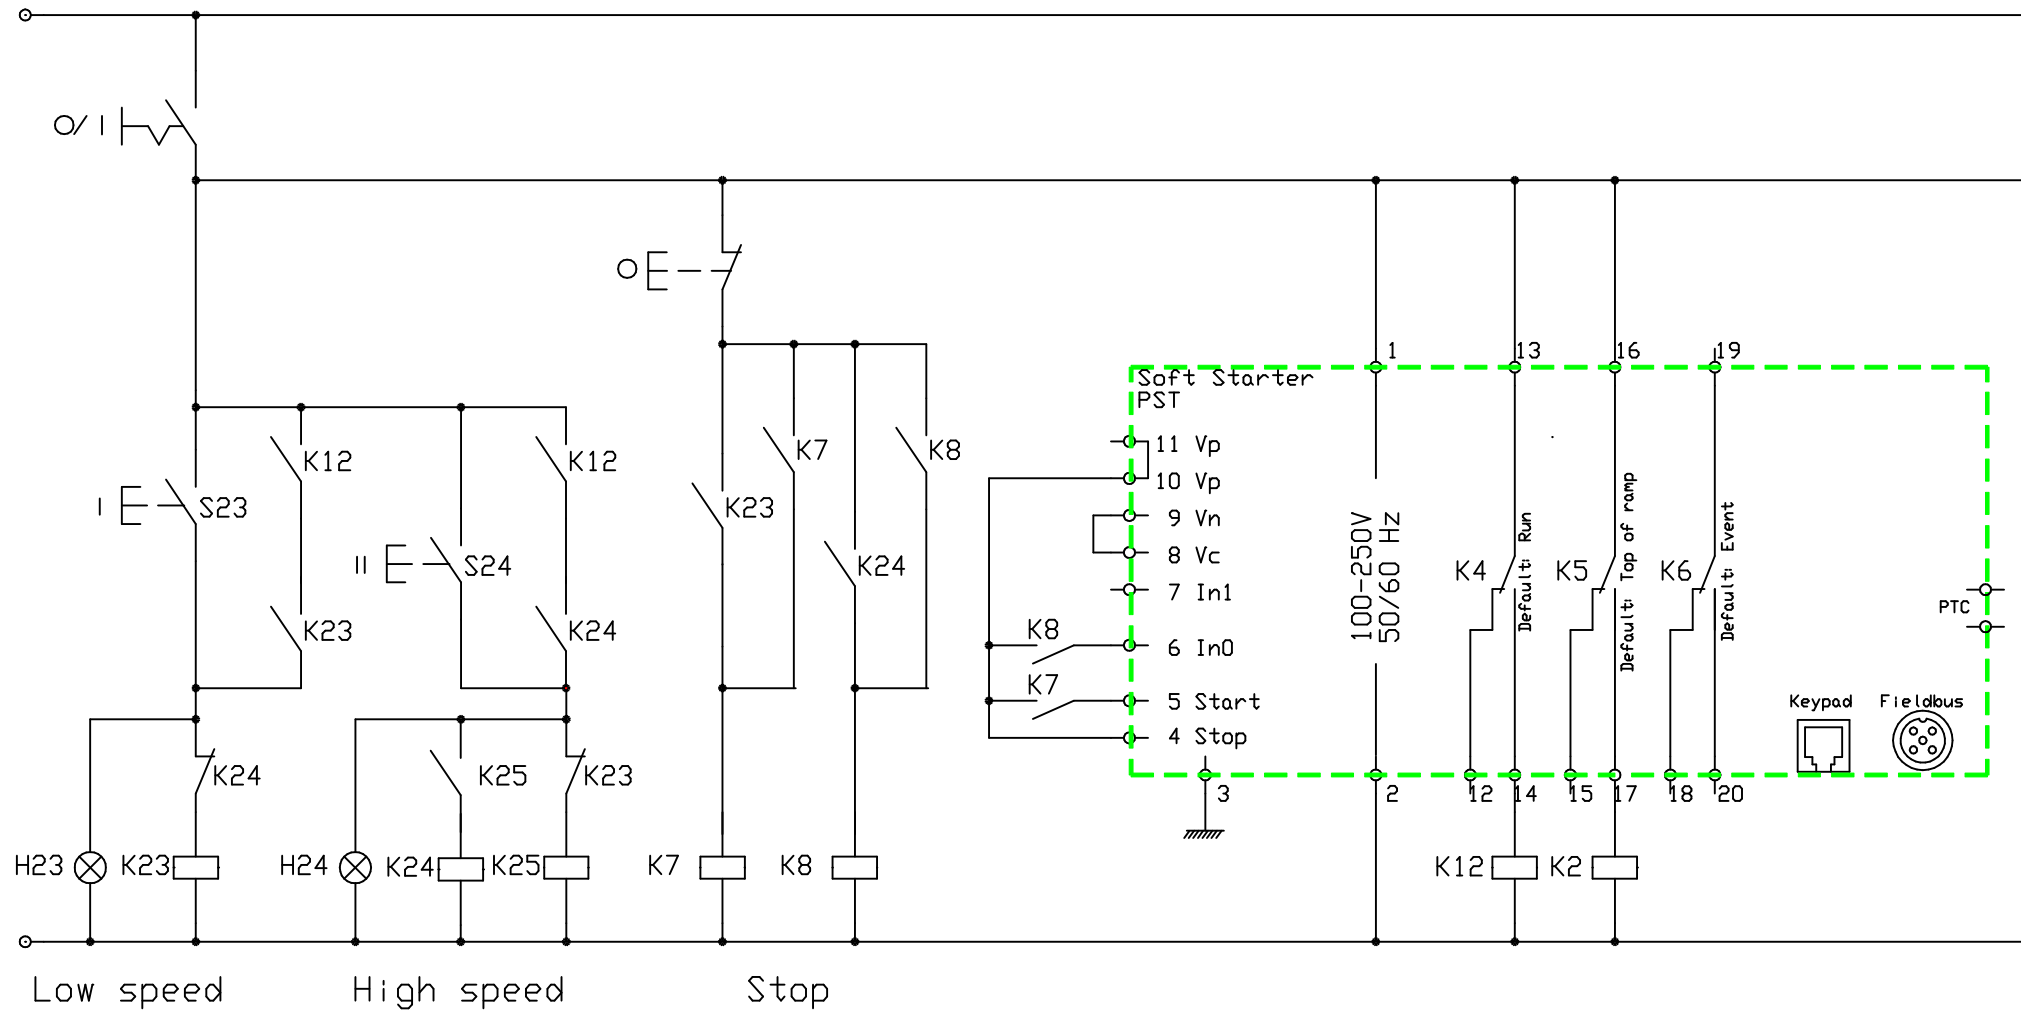 O/I
O
1
13
16
19
Soft Starter
PST
11 Vp
10 Vp
9 Vn
8 Vc
7 In1
6 In0
5 Start
4 Stop
3
K8
K7
100-250V
50/60 Hz
K4
Default: Run
K5
Default: Top of ramp
K6
Default: Event
PTC
Keypad
Fieldbus
2
12
14
15
17
18
20
K12
K2
K12
K12
K7
K8
I
S23
K23
II
S24
K24
K23
K24
K24
K25
K23
H23
K23
H24
K24
K25
K7
K8
Low speed
High speed
Stop